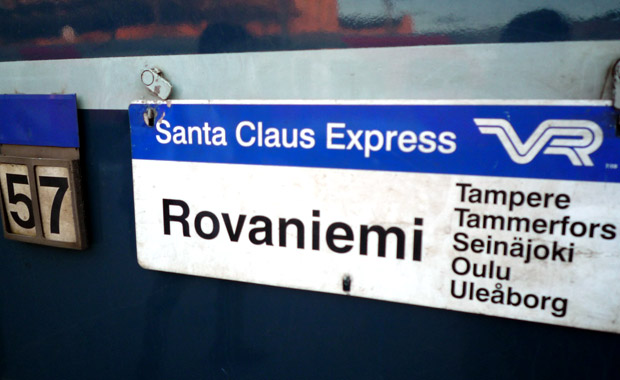 Santa Claus Express VR
57
Rovaniemi
Tampere
Tammerfors
Seinäjoki
Oulu
Uleåborg